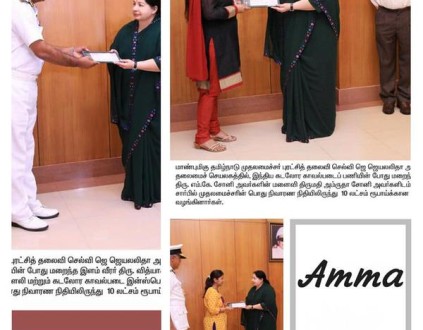 மாண்புமிகு தமிழ்நாடு முதலமைச்சர் புரட்சித் தலைவி செல்வி ஜெ ஜெயலலிதா அ
தலைமைச் செயலகத்தில், இந்திய கடலோர காவல்படைப் பணியின் போது மறைந்
திரு. எம்.கே. சோனி அவர்களின் மனைவி திருமதி அம்ருதா சோனி அவர்களிடம்
சார்பில் முதலமைச்சரின் பொது நிவாரண நிதியிலிருந்து 10 லட்சம் ரூபாய்க்கான
வழங்கினார்கள்.
புரட்சித் தலைவி செல்வி ஜெ ஜெயலலிதா அ
யின் போது மறைந்த இளம் வீரர் திரு. வித்யா
ளலி மற்றும் கடலோர காவல்படை இன்ஸ்பெ
ாது நிவாரண நிதியிலிருந்து 10 லட்சம் ரூபாய்
Amma